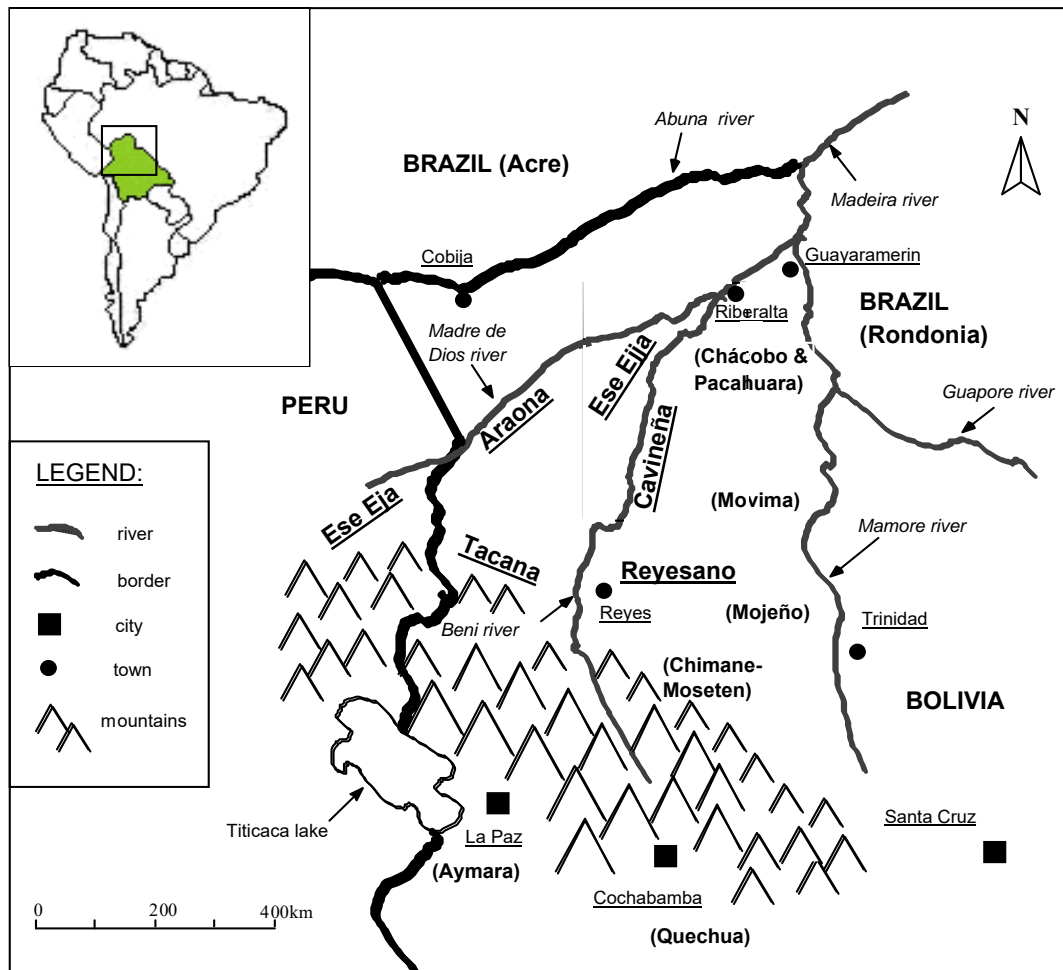 Abuna river
N
BRAZIL (Acre)
Madeira river
Cobija
Guayaramerin
BRAZIL
(Rondonia)
Riberalta
Madre de
Dios river
(Chácobo &
Pacahuara)
Ese Ejja
PERU
Araona
Guapore river
Cavineña
LEGEND:
river
border
city
town
mountains
Ese Eja
(Movima)
Mamore river
Tacana
Reyesano
Reyes
Beni river
(Mojeño)
Trinidad
(Chimane-
Moseten)
BOLIVIA
Titicaca lake
La Paz
(Aymara)
Santa Cruz
Cochabamba
(Quechua)
0 200 400km